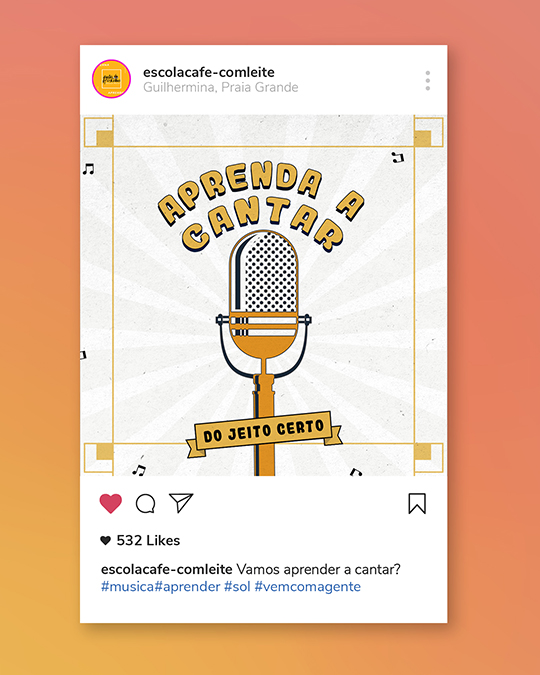 escolacafe-comleite
Guilhermina, Praia Grande
APRENDA A
CANTAR
DO JEITO CERTO
532 Likes
escolacafe-comleite Vamos aprender a cantar?
#musica#aprender #sol #vemcomagente